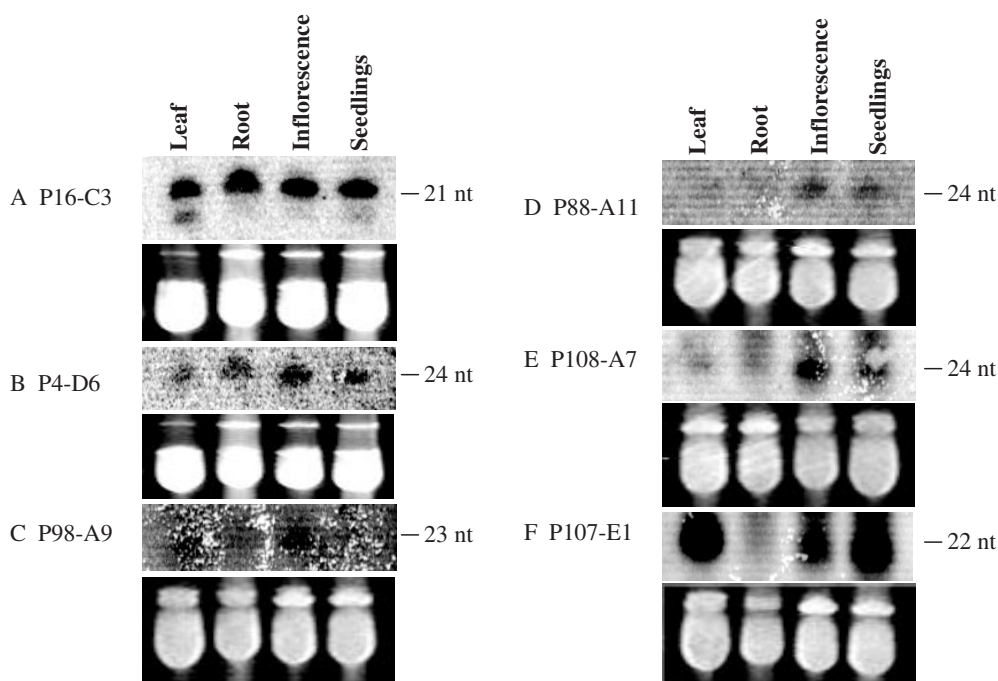 Leaf
Root
Inflorescence
Seedlings
A P16-C3
— 21 nt
B P4-D6
— 24 nt
C P98-A9
— 23 nt
Leaf
Root
Inflorescence
Seedlings
D P88-A11
— 24 nt
E P108-A7
— 24 nt
F P107-E1
— 22 nt